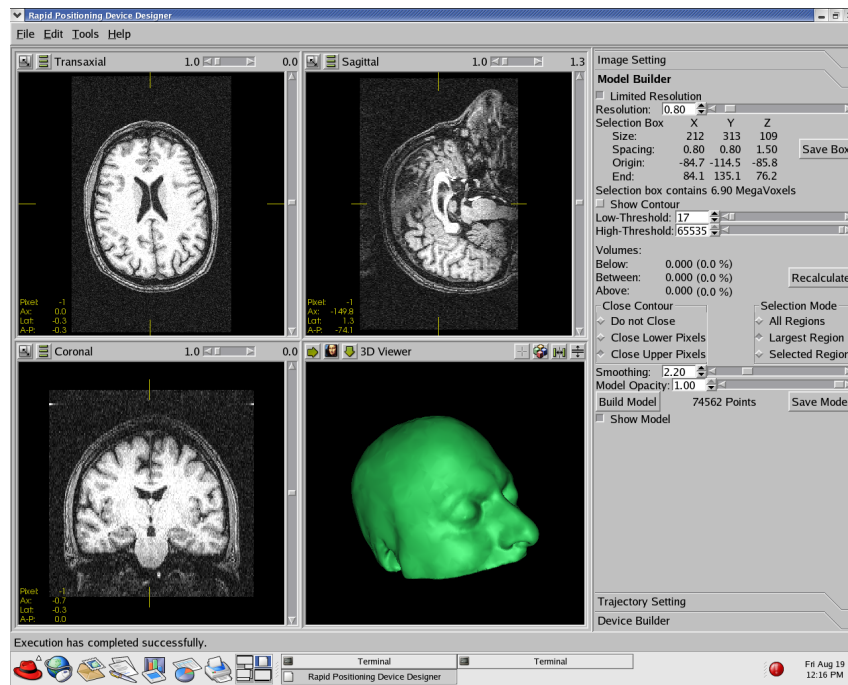 Rapid Positioning Device Designer
File Edit Tools Help
Transaxial 1.0 0.0
Sagittal 1.0 1.3
Pixel: -1
Ax: 0.0
Lat: -0.3
A-P: -0.3
Pixel: -1
Ax: -149.8
Lat: 1.3
A-P: -74.1
Coronal 1.0 0.0
3D Viewer
Pixel: -1
Ax: -0.7
Lat: -0.3
A-P: 0.0
Image Setting
Model Builder
Limited Resolution
Resolution: 0.80
Selection Box X Y Z
Size: 212 313 109
Spacing: 0.80 0.80 1.50 Save Box
Origin: -84.7 -114.5 -85.8
End: 84.1 135.1 76.2
Selection box contains 6.90 MegaVoxels
Show Contour
Low-Threshold: 17
High-Threshold: 65535
Volumes:
Below: 0.000 (0.0 %)
Between: 0.000 (0.0 %) Recalculate
Above: 0.000 (0.0 %)
Close Contour Selection Mode
Do not Close All Regions
Close Lower Pixels Largest Region
Close Upper Pixels Selected Region
Smoothing: 2.20
Model Opacity: 1.00
Build Model 74562 Points Save Mode
Show Model
Trajectory Setting
Device Builder
Execution has completed successfully.
Terminal Terminal
Rapid Positioning Device Designer
Fri Aug 19
12:16 PM